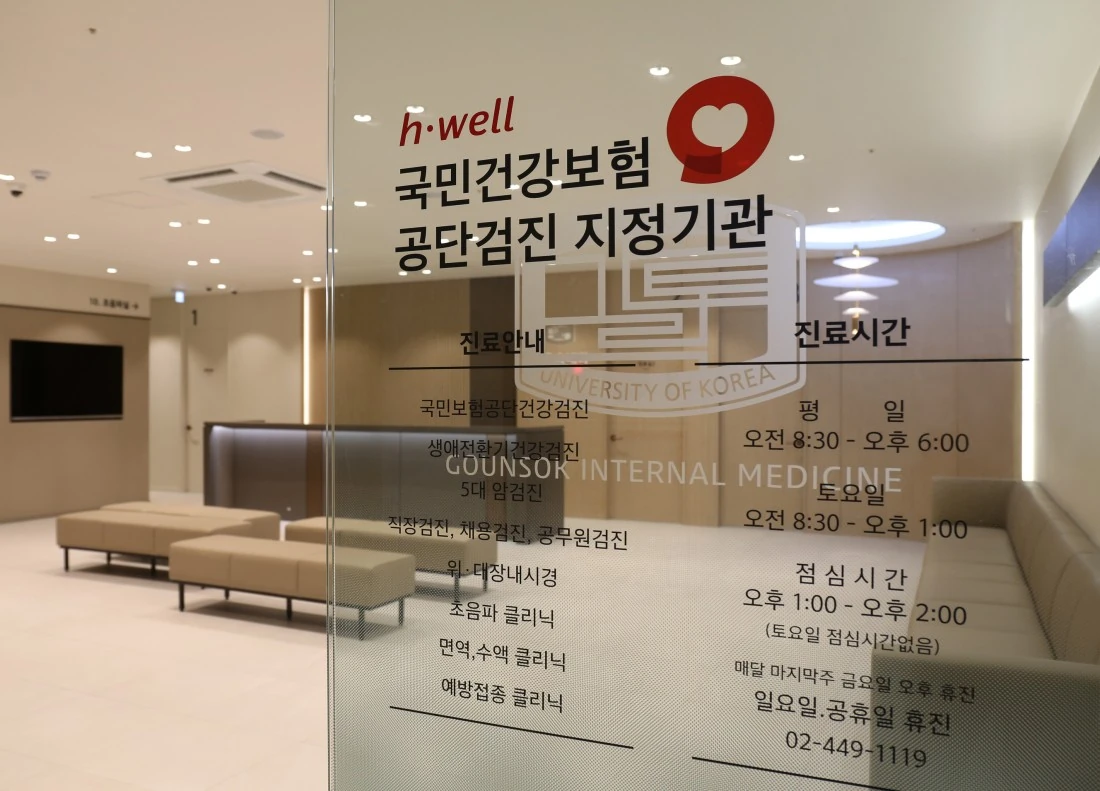 h·well
국민건강보험
공단검진 지정기관
진료안내
국민보험공단건강검진
생애전환기건강검진
5대 암검진
직장검진, 채용검진, 공무원검진
위·대장내시경
초음파 클리닉
면역,수액 클리닉
예방접종 클리닉
진료시간
평 일
오전 8:30 - 오후 6:00
토요일
오전 8:30 - 오후 1:00
점 심 시 간
오후 1:00 - 오후 2:00
(토요일 점심시간없음)
매달 마지막주 금요일 오후 휴진
일요일.공휴일 휴진
02-449-1119
UNIVERSITY OF KOREA
GOUNSOK INTERNAL MEDICINE
1